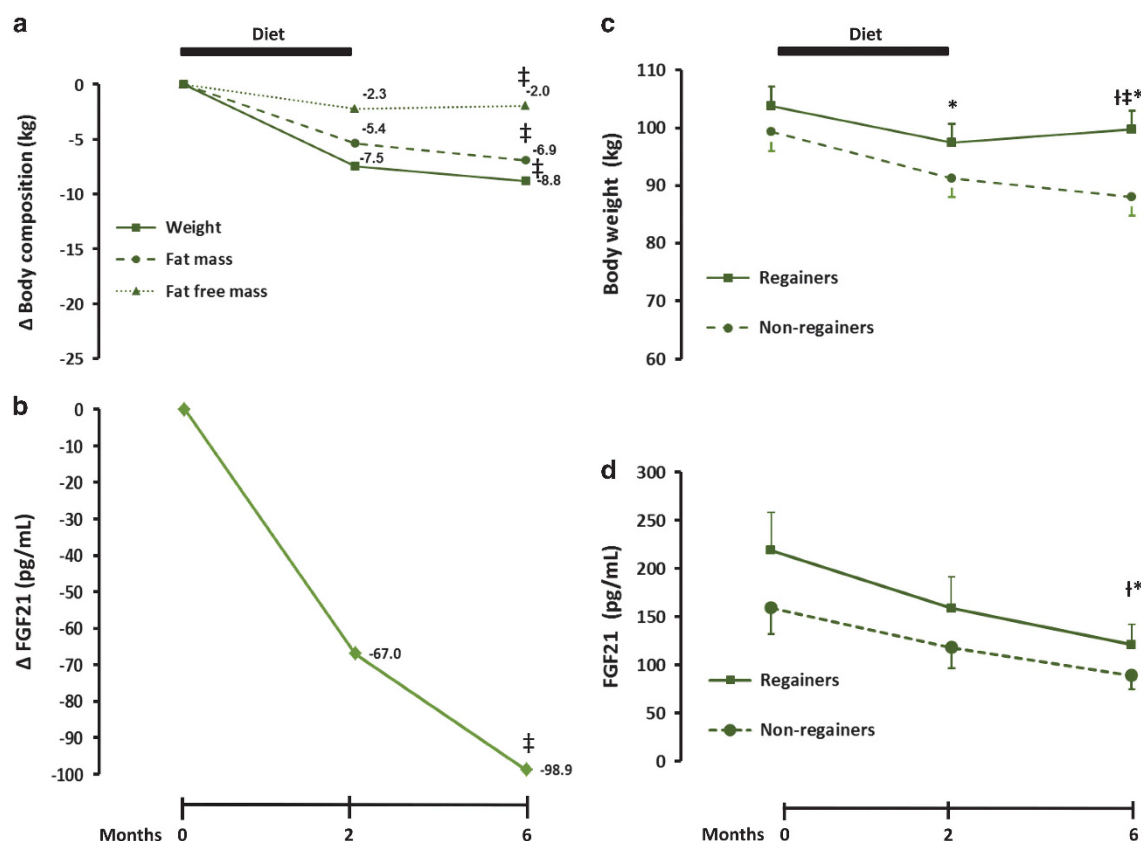 a
Diet
0
-5
-10
-15
-20
-25
Δ Body composition (kg)
-2.3
-5.4
-7.5
‡
-2.0
‡
-6.9
‡
-8.8
Weight
Fat mass
Fat free mass
b
0
-10
-20
-30
-40
-50
-60
-70
-80
-90
-100
Δ FGF21 (pg/mL)
-67.0
‡
-98.9
Months 0 2 6
c
Diet
110
100
90
80
70
60
Body weight (kg)
*
ƚ‡*
Regainers
Non-regainers
d
300
250
200
150
100
50
0
FGF21 (pg/mL)
ƚ*
Regainers
Non-regainers
Months 0 2 6